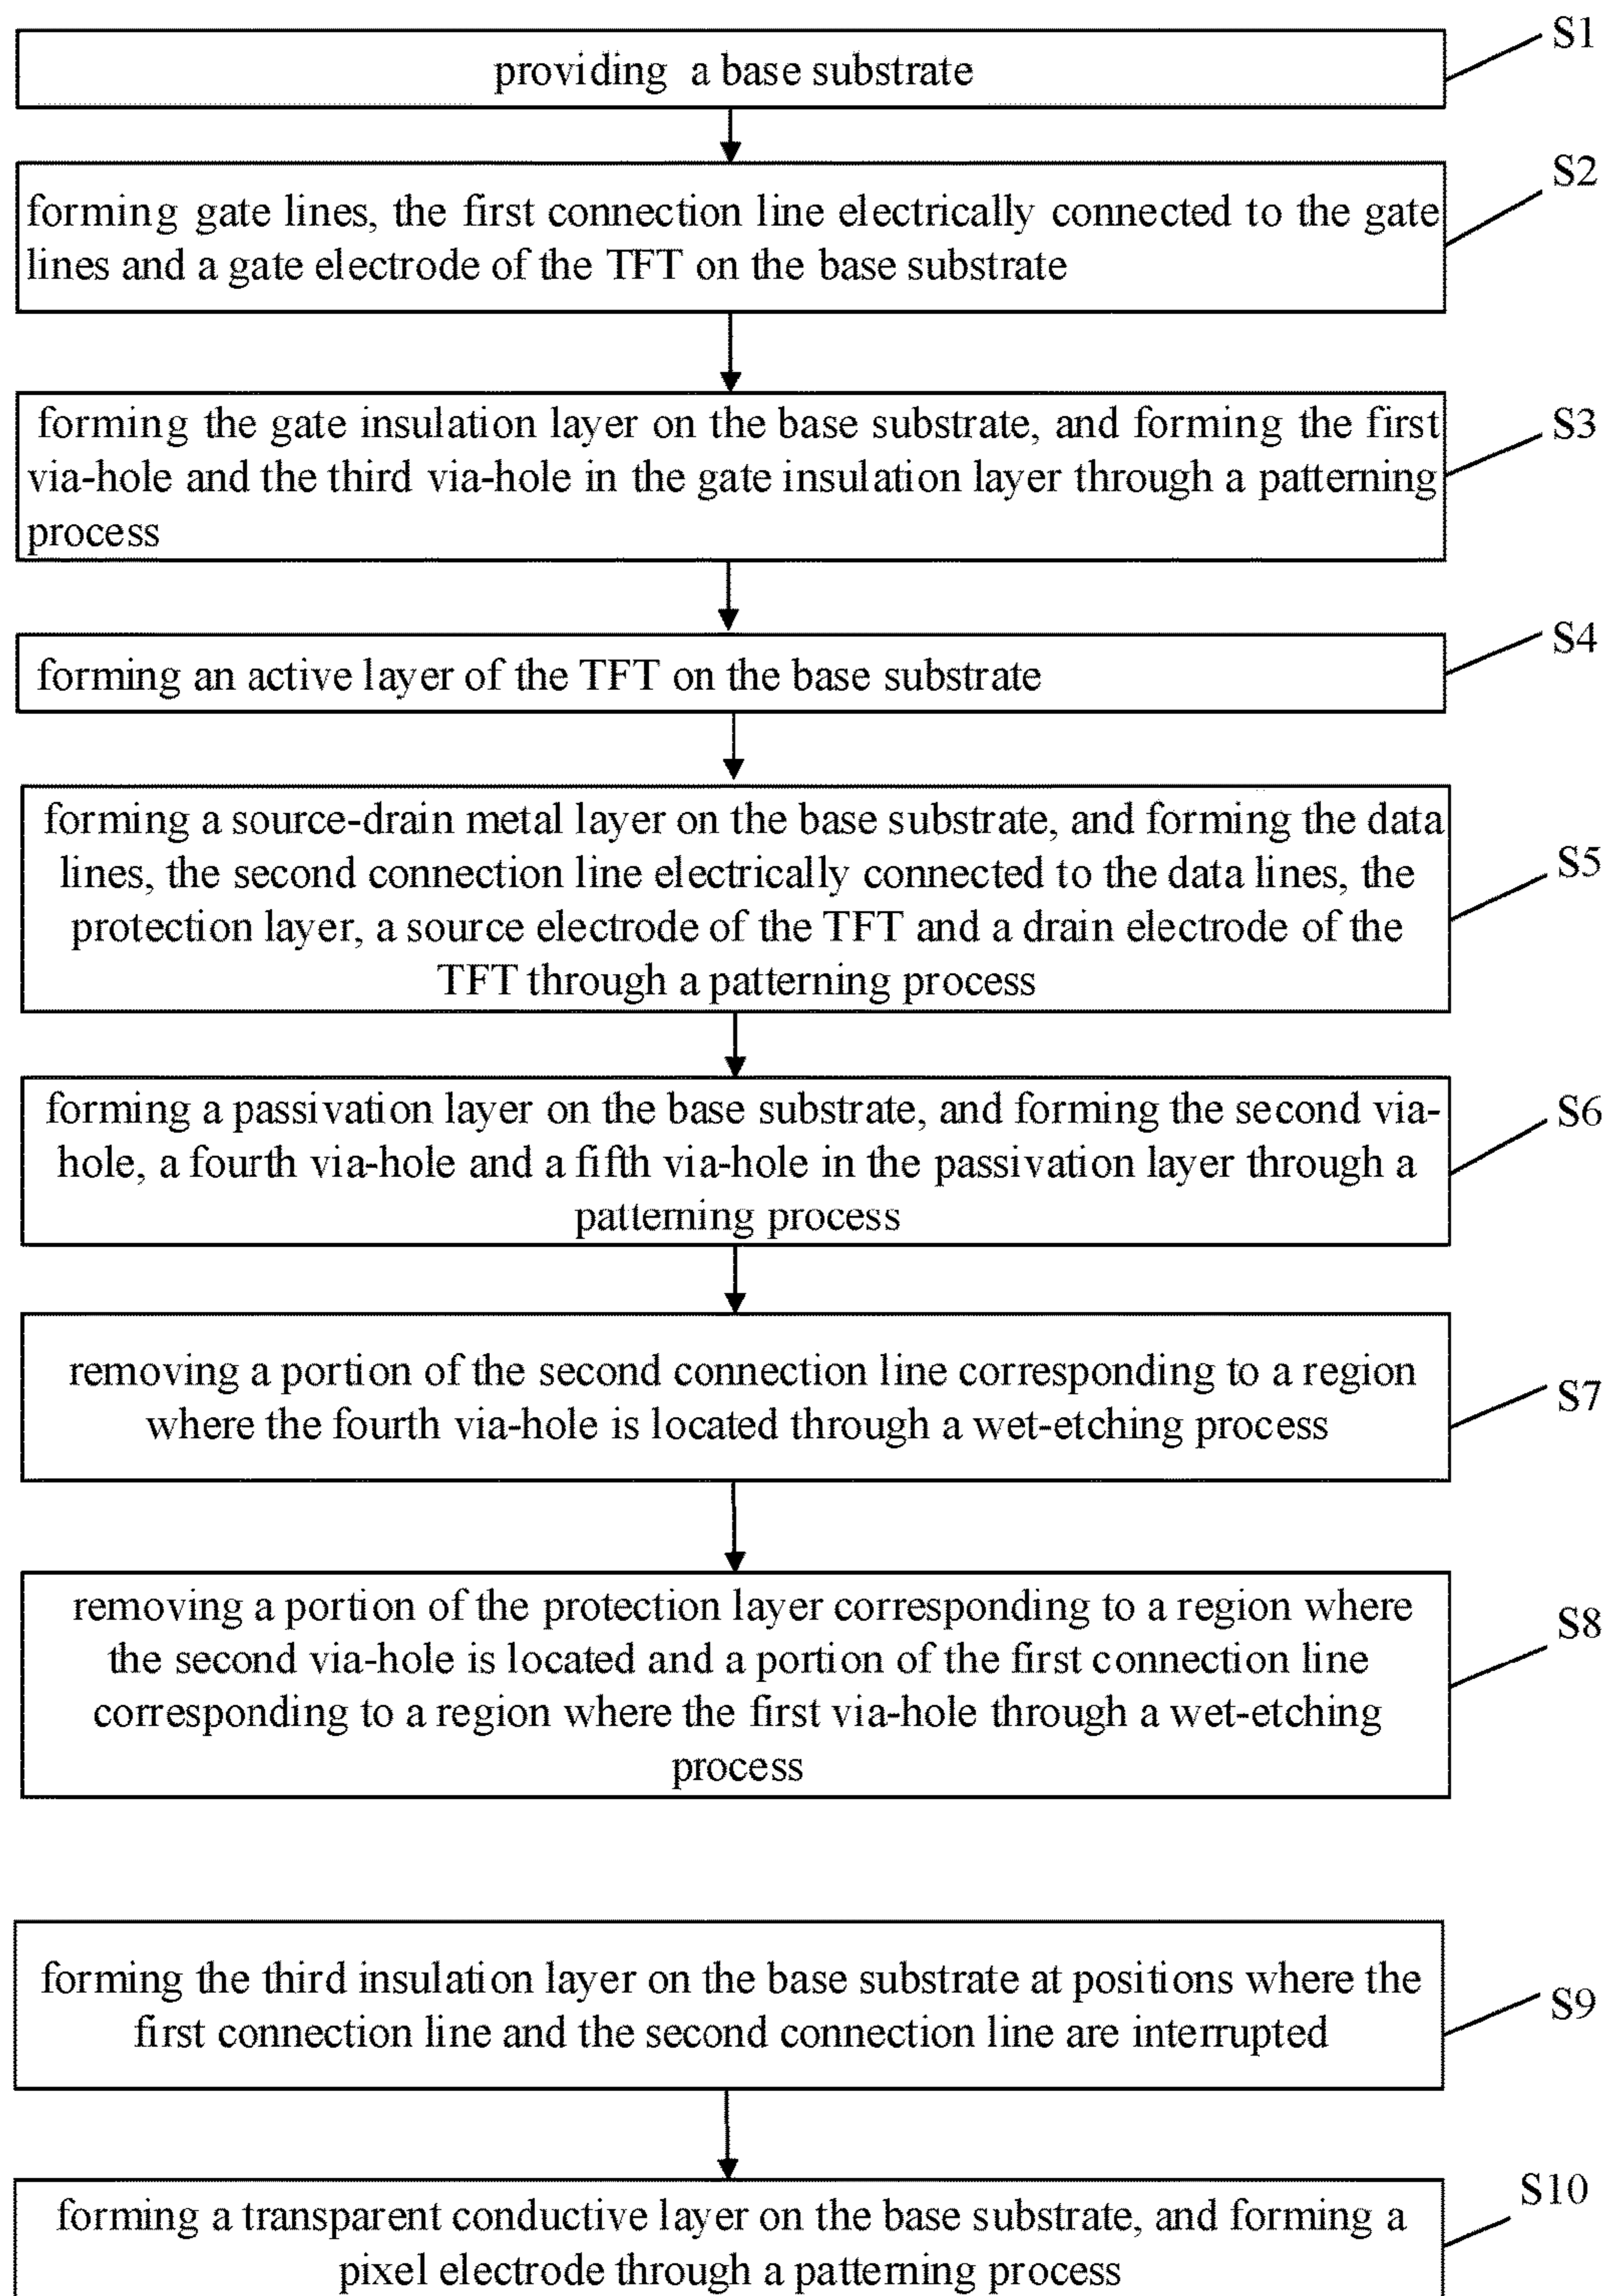 providing a base substrate
S1
forming gate lines, the first connection line electrically connected to the gate
lines and a gate electrode of the TFT on the base substrate
S2
forming the gate insulation layer on the base substrate, and forming the first
via-hole and the third via-hole in the gate insulation layer through a patterning
process
S3
forming an active layer of the TFT on the base substrate
S4
forming a source-drain metal layer on the base substrate, and forming the data
lines, the second connection line electrically connected to the data lines, the
protection layer, a source electrode of the TFT and a drain electrode of the
TFT through a patterning process
S5
forming a passivation layer on the base substrate, and forming the second via-
hole, a fourth via-hole and a fifth via-hole in the passivation layer through a
patterning process
S6
removing a portion of the second connection line corresponding to a region
where the fourth via-hole is located through a wet-etching process
S7
removing a portion of the protection layer corresponding to a region where
the second via-hole is located and a portion of the first connection line
corresponding to a region where the first via-hole through a wet-etching
process
S8
forming the third insulation layer on the base substrate at positions where the
first connection line and the second connection line are interrupted
S9
forming a transparent conductive layer on the base substrate, and forming a
pixel electrode through a patterning process
S10